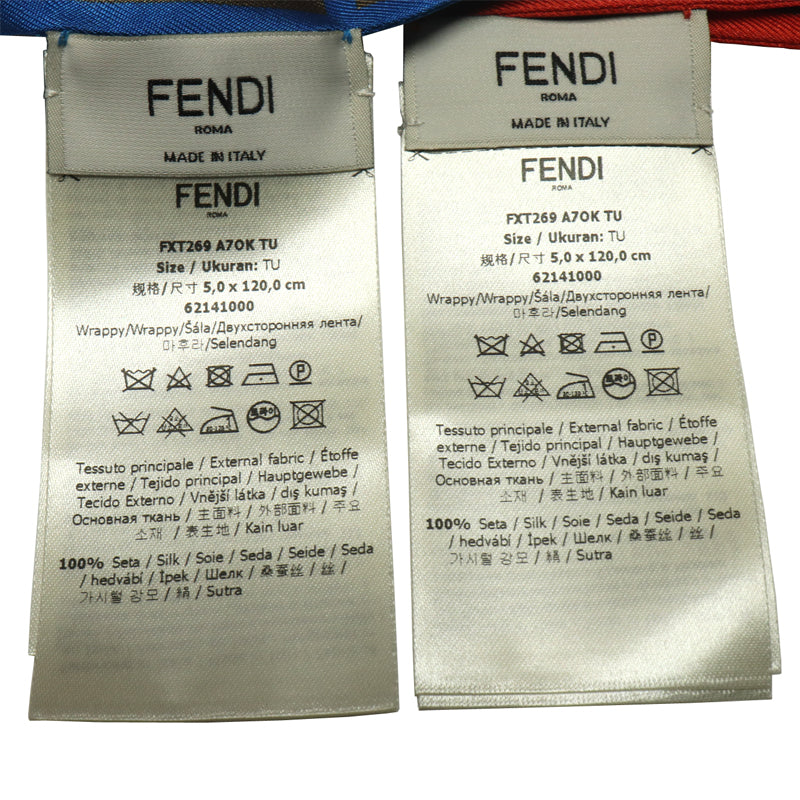 FENDI
ROMA
MADE IN ITALY
FENDI
ROMA
FXT269 A7OK TU
Size / Ukuran: TU
规格/尺寸 5,0 x 120,0 cm
62141000
Wrappy/Wrappy/Šála/Двухсторонняя лента/
마후라/Selendang
Tessuto principale / External fabric / Étoffe
externe / Tejido principal / Hauptgewebe /
Tecido Externo / Vnější látka / dış kumaş /
Основная ткань / 主面料 / 外部面料 / 주요
소재 / 表生地 / Kain luar
100% Seta / Silk / Soie / Seda / Seide / Seda
/ hedvábí / İpek / Шелк / 桑蚕丝 / 丝 /
가시털 광모 / 絹 / Sutra
FENDI
ROMA
MADE IN ITALY
FENDI
ROMA
FXT269 A7OK TU
Size / Ukuran: TU
规格/尺寸 5,0 x 120,0 cm
62141000
Wrappy/Wrappy/Šála/Двухсторонняя лента/
마후라/Selendang
Tessuto principale / External fabric / Étoffe
externe / Tejido principal / Hauptgewebe /
Tecido Externo / Vnější látka / dış kumaş /
Основная ткань / 主面料 / 外部面料 / 주요
소재 / 表生地 / Kain luar
100% Seta / Silk / Soie / Seda / Seide / Seda
/ hedvábí / İpek / Шелк / 桑蚕丝 / 丝 /
가시털 광모 / 絹 / Sutra